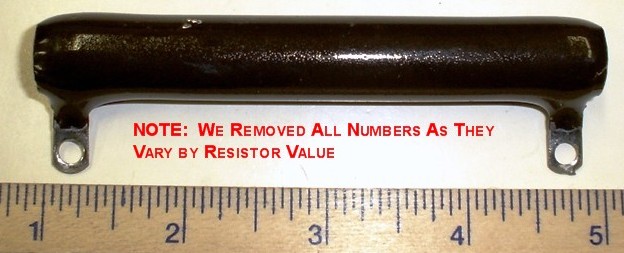 NOTE: WE REMOVED ALL NUMBERS AS THEY
VARY BY RESISTOR VALUE
1 2 3 4 5